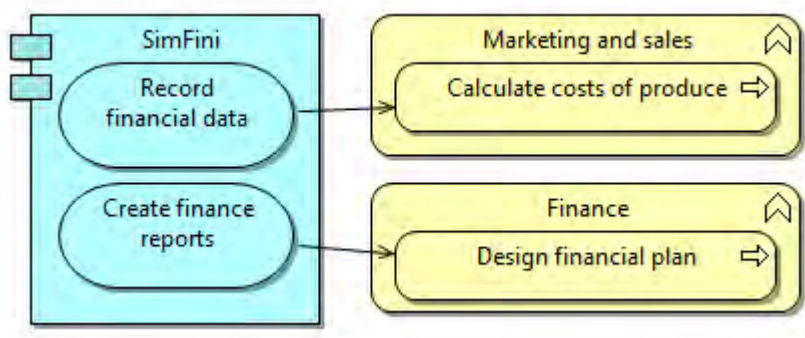 SimFini
Record
financial data
Create finance
reports
Marketing and sales
Calculate costs of produce
Finance
Design financial plan